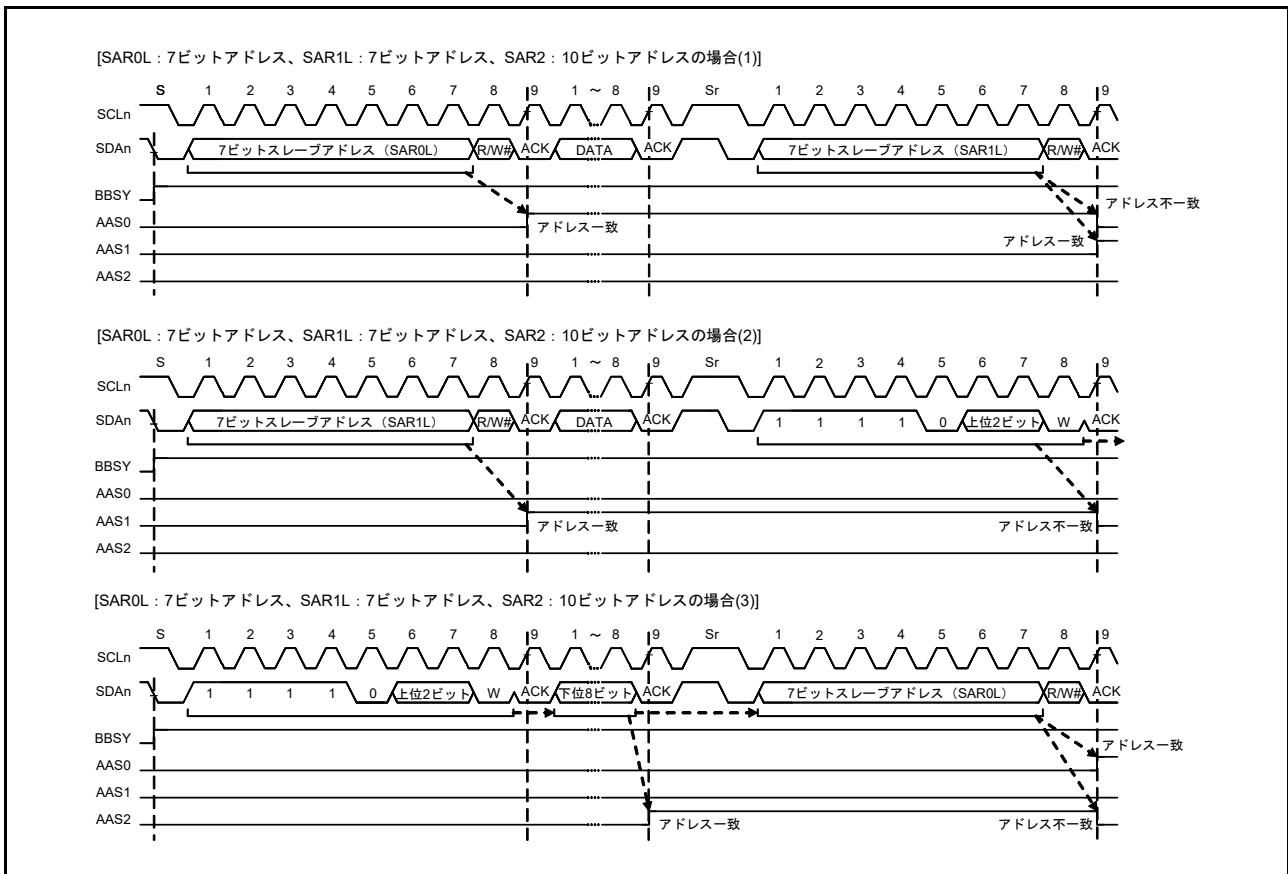 [SAR0L：7ビットアドレス、SAR1L：7ビットアドレス、SAR2：10ビットアドレスの場合(1)]
S 1 2 3 4 5 6 7 8 9 1 ～ 8 9 Sr 1 2 3 4 5 6 7 8 9
SCLn
SDAn 7ビットスレーブアドレス（SAR0L） R/W# ACK DATA ACK 7ビットスレーブアドレス（SAR1L） R/W# ACK
BBSY
アドレス不一致
AAS0 アドレス一致
アドレス一致
AAS1
AAS2
[SAR0L：7ビットアドレス、SAR1L：7ビットアドレス、SAR2：10ビットアドレスの場合(2)]
S 1 2 3 4 5 6 7 8 9 1 ～ 8 9 Sr 1 2 3 4 5 6 7 8 9
SCLn
SDAn 7ビットスレーブアドレス（SAR1L） R/W# ACK DATA ACK 1 1 1 1 0 上位2ビット W ACK
BBSY
AAS0
AAS1 アドレス一致 アドレス不一致
AAS2
[SAR0L：7ビットアドレス、SAR1L：7ビットアドレス、SAR2：10ビットアドレスの場合(3)]
S 1 2 3 4 5 6 7 8 9 1 ～ 8 9 Sr 1 2 3 4 5 6 7 8 9
SCLn
SDAn 1 1 1 1 0 上位2ビット W ACK 下位8ビット ACK 7ビットスレーブアドレス（SAR0L） R/W# ACK
BBSY アドレス一致
AAS0
AAS1
AAS2 アドレス一致 アドレス不一致